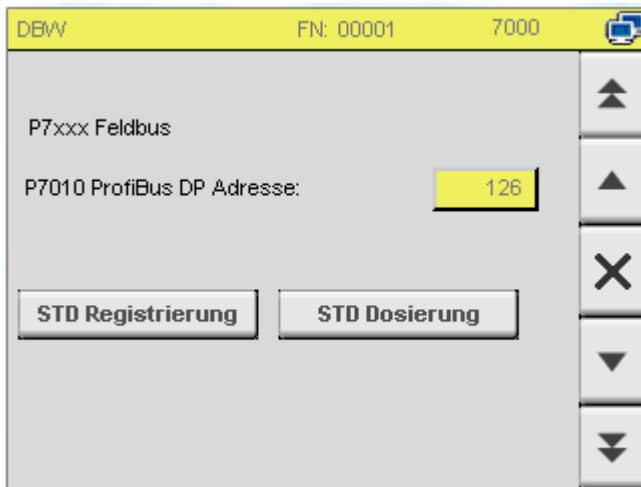 DBW FN: 00001 7000
P7xxx Feldbus
P7010 ProfiBus DP Adresse: 126
STD Registrierung STD Dosierung